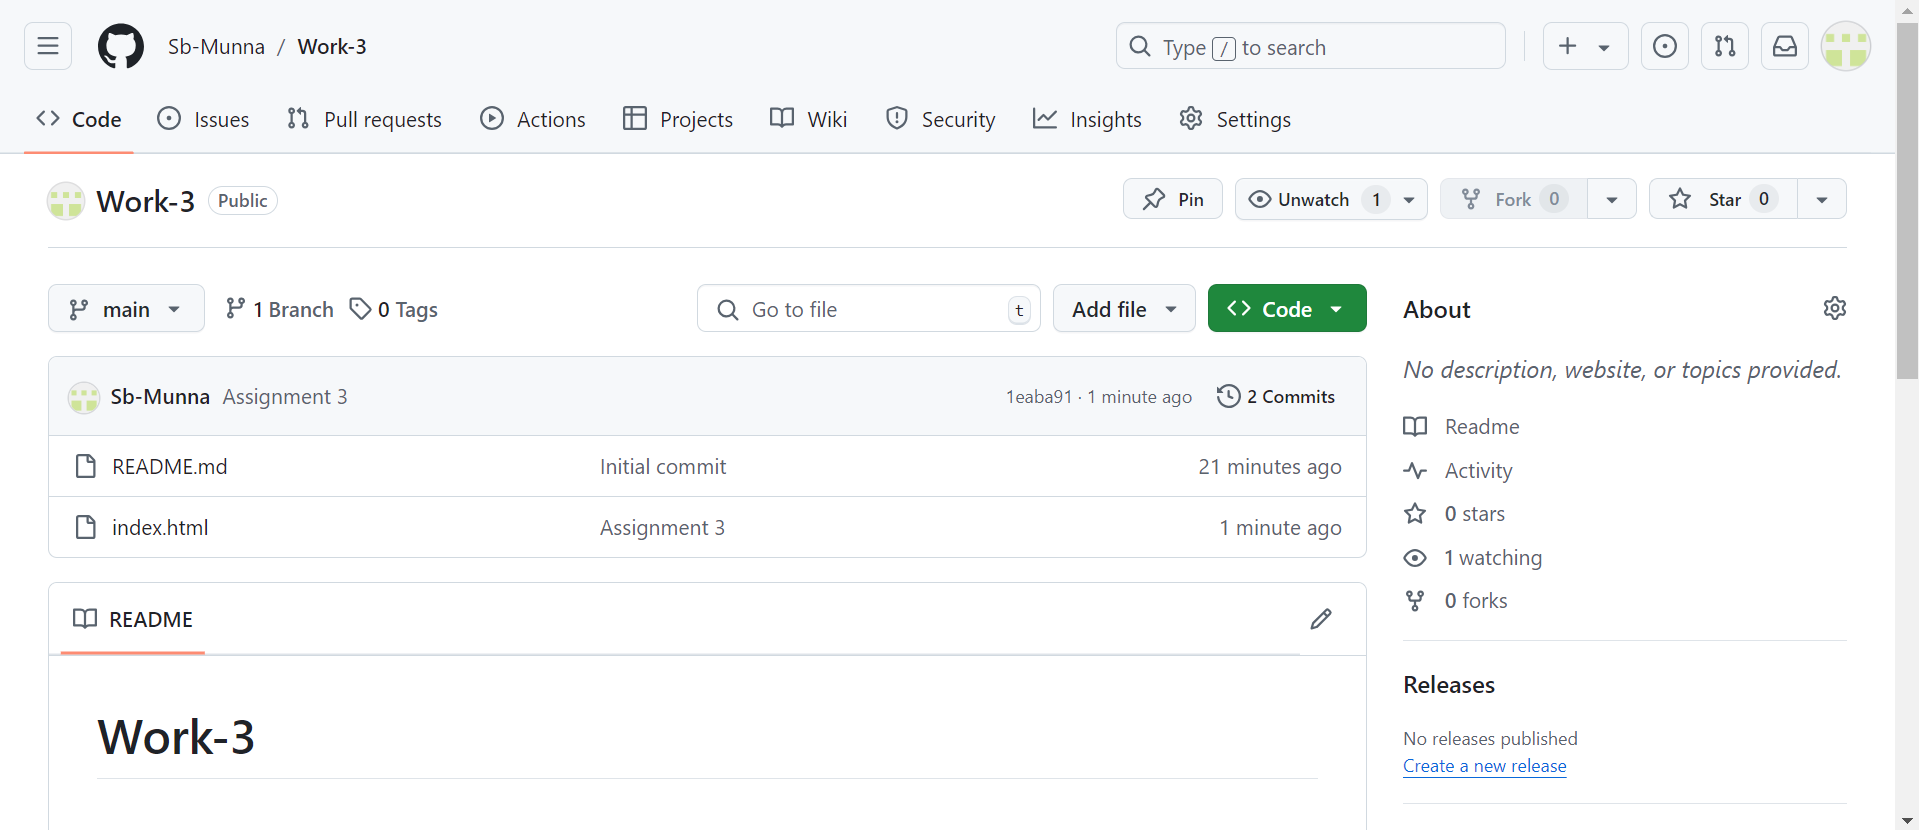 Sb-Munna / Work-3
Type / to search
Code Issues Pull requests Actions Projects Wiki Security Insights Settings
Work-3 Public
Pin Unwatch 1 Fork 0 Star 0
main 1 Branch 0 Tags Go to file t Add file Code
Sb-Munna Assignment 3 1eaba91 · 1 minute ago 2 Commits
README.md Initial commit 21 minutes ago
index.html Assignment 3 1 minute ago
README
Work-3
About
No description, website, or topics provided.
Readme
Activity
0 stars
1 watching
0 forks
Releases
No releases published
Create a new release